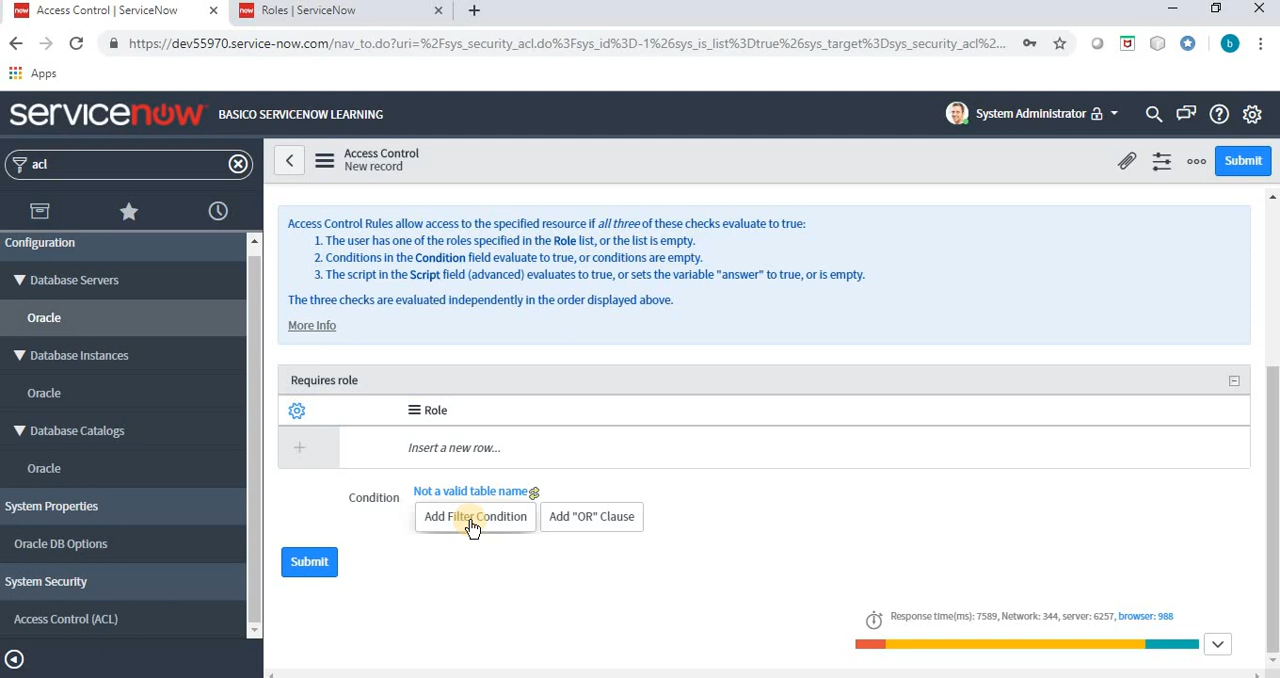 Access Control | ServiceNow
Roles | ServiceNow
https://dev55970.service-now.com/nav_to.do?uri=%2Fsys_security_acl.do%3Fsys_id%3D-1%26sys_is_list%3Dtrue%26sys_target%3Dsys_security_acl%2...
b
Apps
servicenow BASICO SERVICENOW LEARNING
System Administrator
acl
Access Control
New record
Submit
Configuration
Database Servers
Oracle
Database Instances
Oracle
Database Catalogs
Oracle
System Properties
Oracle DB Options
System Security
Access Control (ACL)
Access Control Rules allow access to the specified resource if all three of these checks evaluate to true:
1. The user has one of the roles specified in the Role list, or the list is empty.
2. Conditions in the Condition field evaluate to true, or conditions are empty.
3. The script in the Script field (advanced) evaluates to true, or sets the variable "answer" to true, or is empty.
The three checks are evaluated independently in the order displayed above.
More Info
Requires role
Role
Insert a new row...
Condition
Not a valid table name
Add Filter Condition
Add "OR" Clause
Submit
Response time(ms): 7589, Network: 344, server: 6257, browser: 988